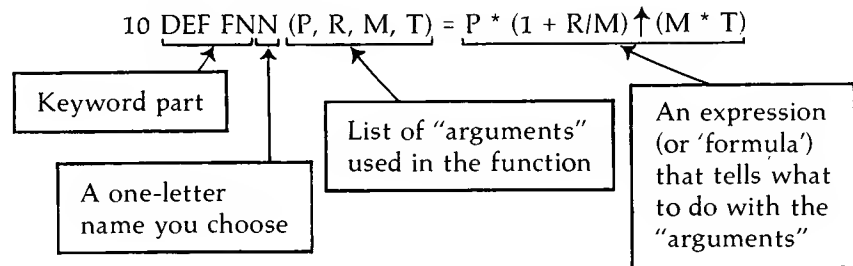 10 DEF FNN (P, R, M, T) = P * (1 + R/M)↑(M * T)
Keyword part
A one-letter
name you choose
List of “arguments”
used in the function
An expression
(or ‘formula’)
that tells what
to do with the
“arguments”